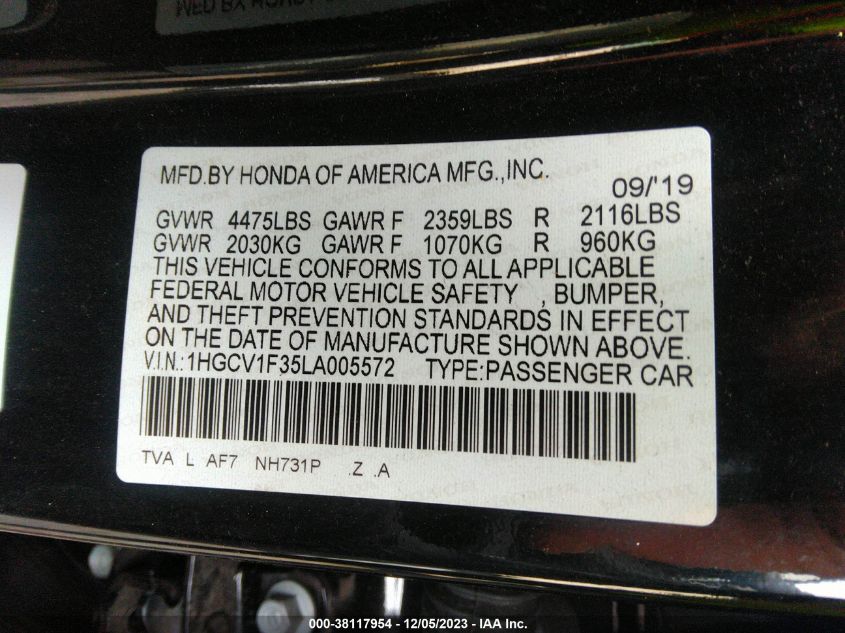 MFD.BY HONDA OF AMERICA MFG.,INC.
09/'19
GVWR 4475LBS GAWR F 2359LBS R 2116LBS
GVWR 2030KG GAWR F 1070KG R 960KG
THIS VEHICLE CONFORMS TO ALL APPLICABLE
FEDERAL MOTOR VEHICLE SAFETY , BUMPER,
AND THEFT PREVENTION STANDARDS IN EFFECT
ON THE DATE OF MANUFACTURE SHOWN ABOVE.
V.I.N.:1HGCV1F35LA005572 TYPE:PASSENGER CAR
TVA L AF7 NH731P .Z .A
000-38117954 - 12/05/2023 - IAA Inc.